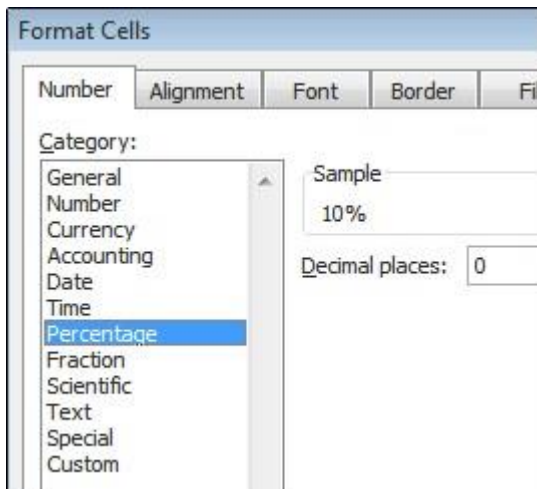 Format Cells
Number Alignment Font Border Fi
Category:
General
Number
Currency
Accounting
Date
Time
Percentage
Fraction
Scientific
Text
Special
Custom
Sample
10%
Decimal places: 0